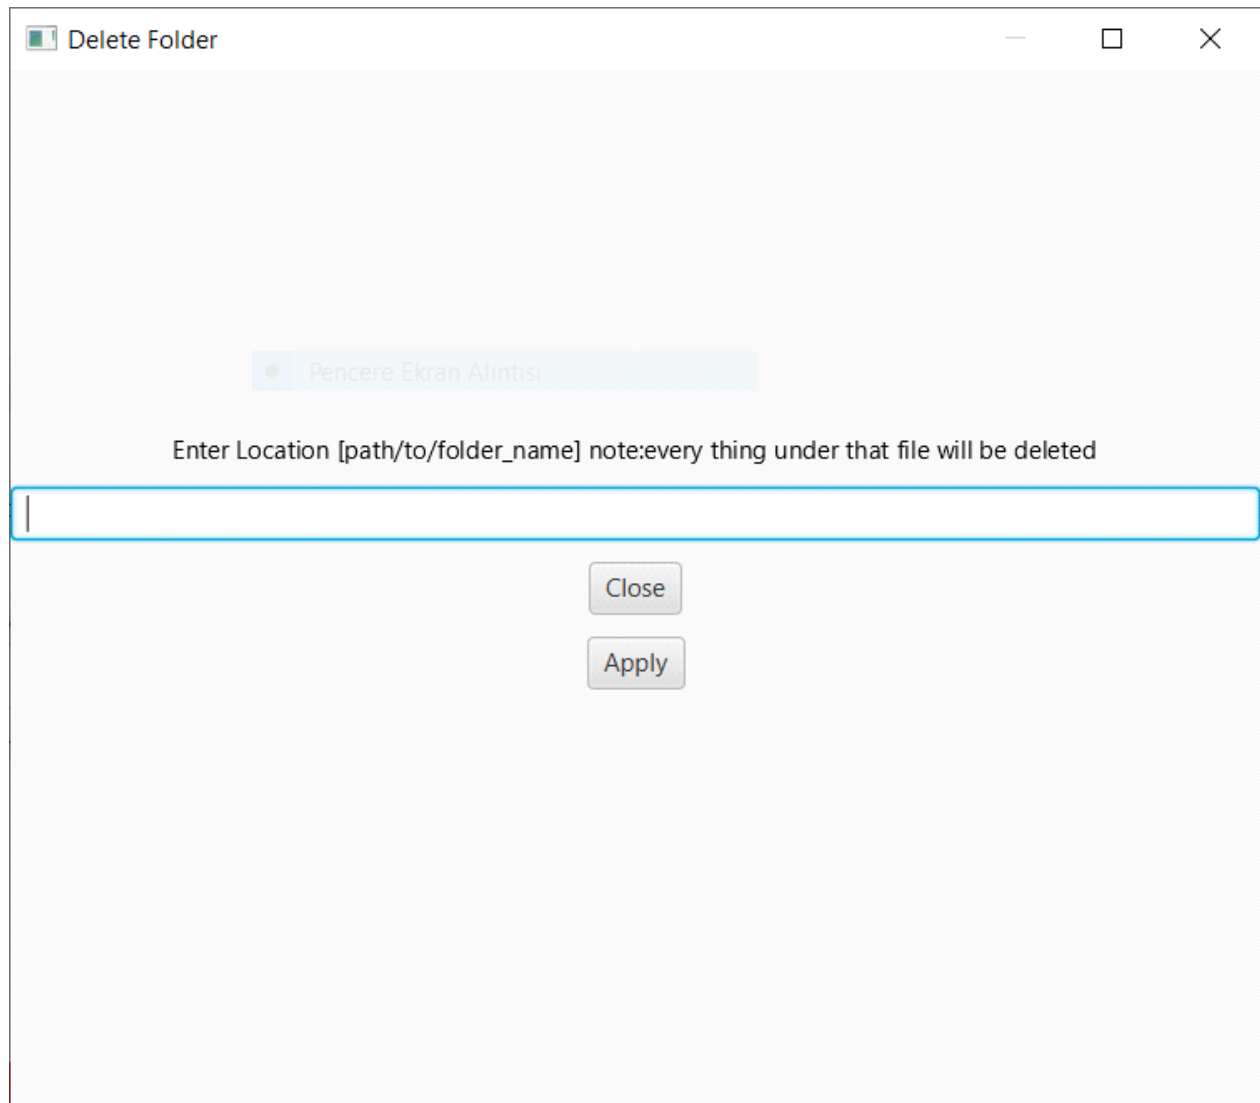 Delete Folder
Pencere Ekran Alıntısı
Enter Location [path/to/folder_name] note:every thing under that file will be deleted
Close
Apply